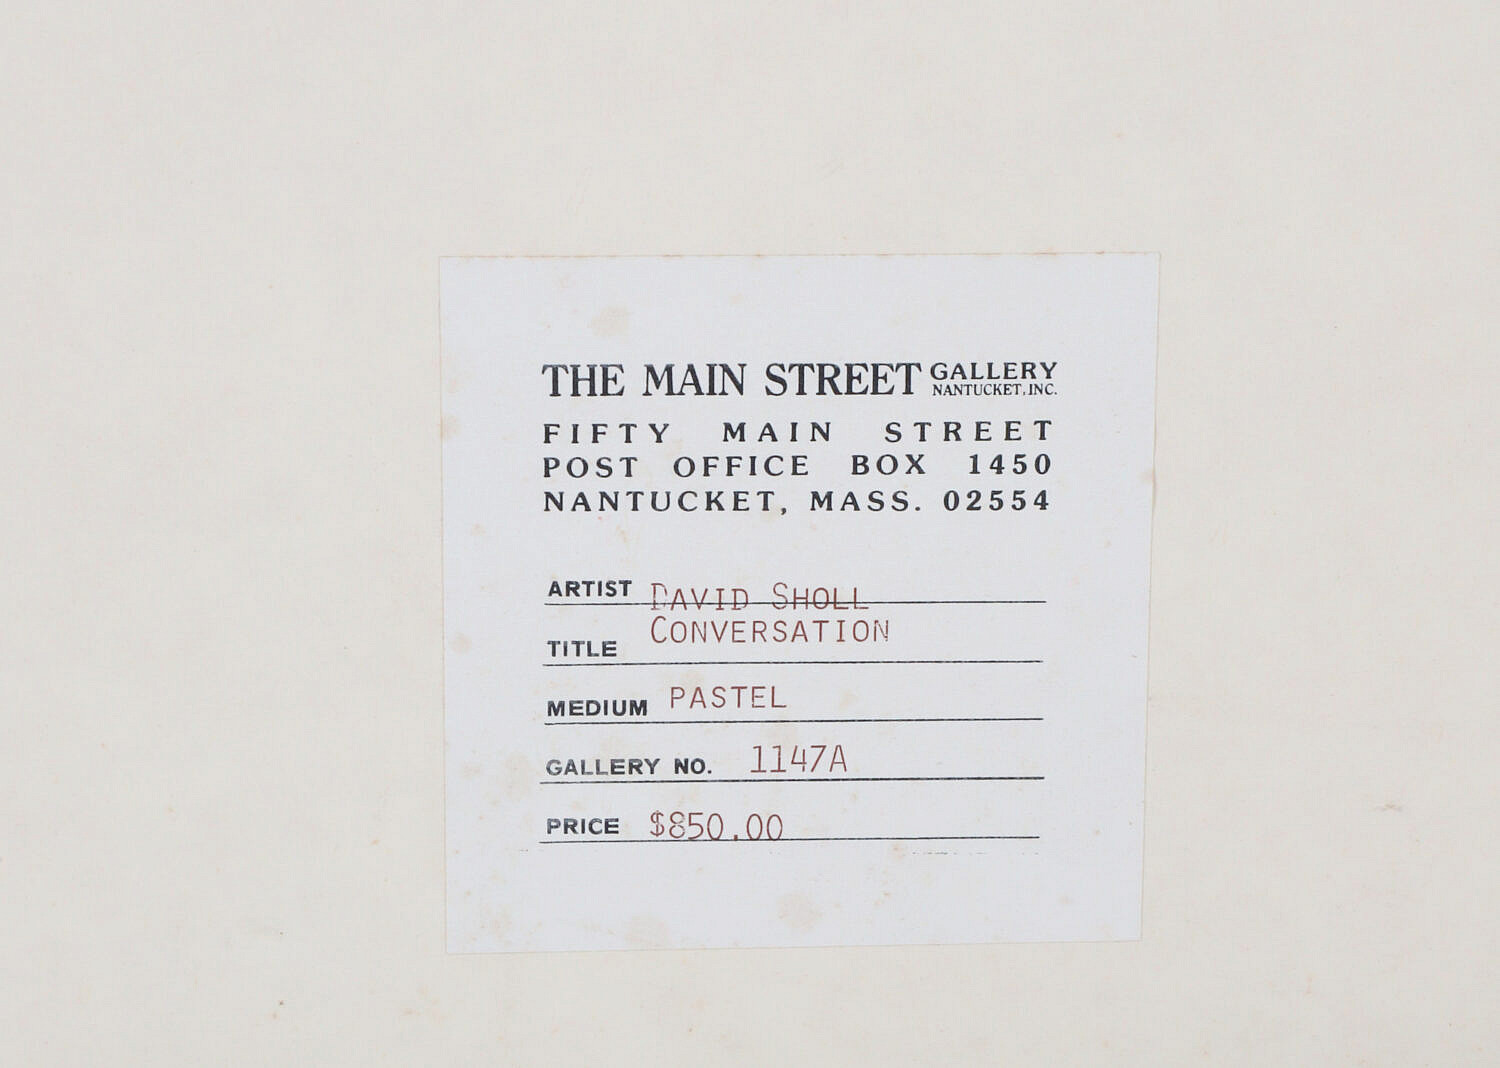 THE MAIN STREET GALLERY
NANTUCKET, INC.
FIFTY MAIN STREET
POST OFFICE BOX 1450
NANTUCKET, MASS. 02554
ARTIST DAVID SHOLL
TITLE CONVERSATION
MEDIUM PASTEL
GALLERY NO. 1147A
PRICE $850.00